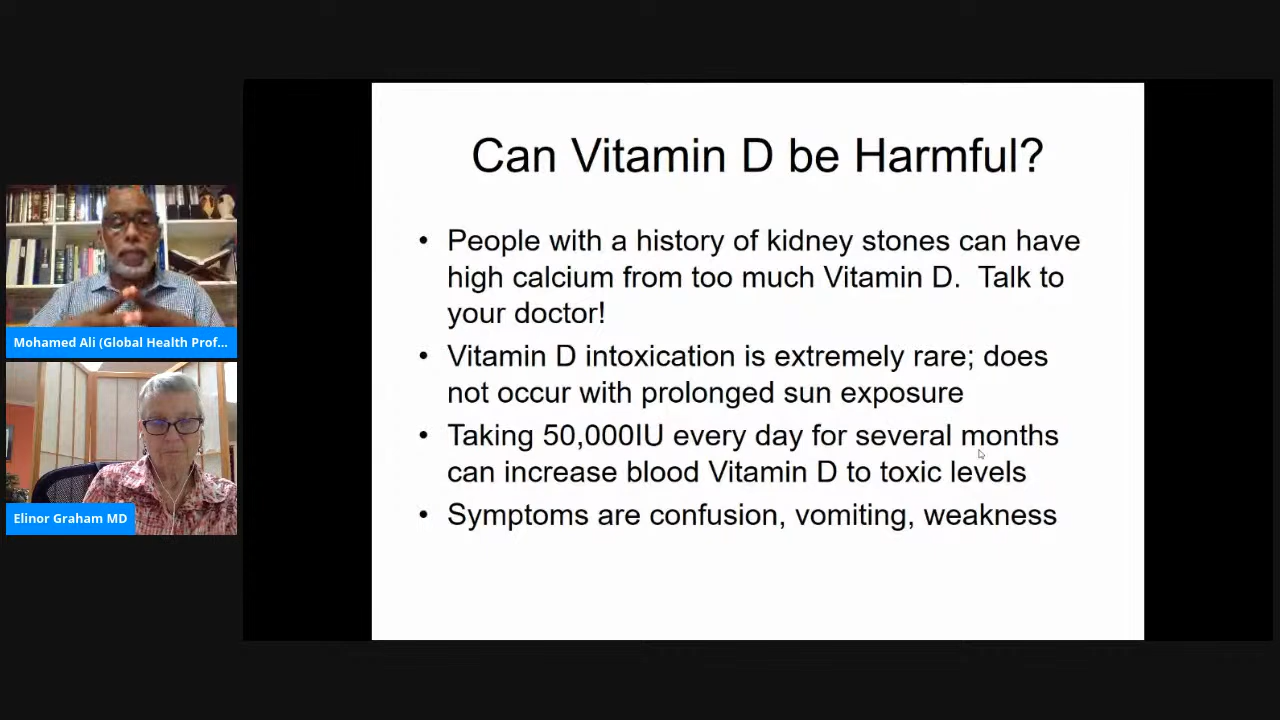 Can Vitamin D be Harmful?
• People with a history of kidney stones can have
high calcium from too much Vitamin D. Talk to
your doctor!
• Vitamin D intoxication is extremely rare; does
not occur with prolonged sun exposure
• Taking 50,000IU every day for several months
can increase blood Vitamin D to toxic levels
• Symptoms are confusion, vomiting, weakness
Mohamed Ali (Global Health Prof...
Elinor Graham MD